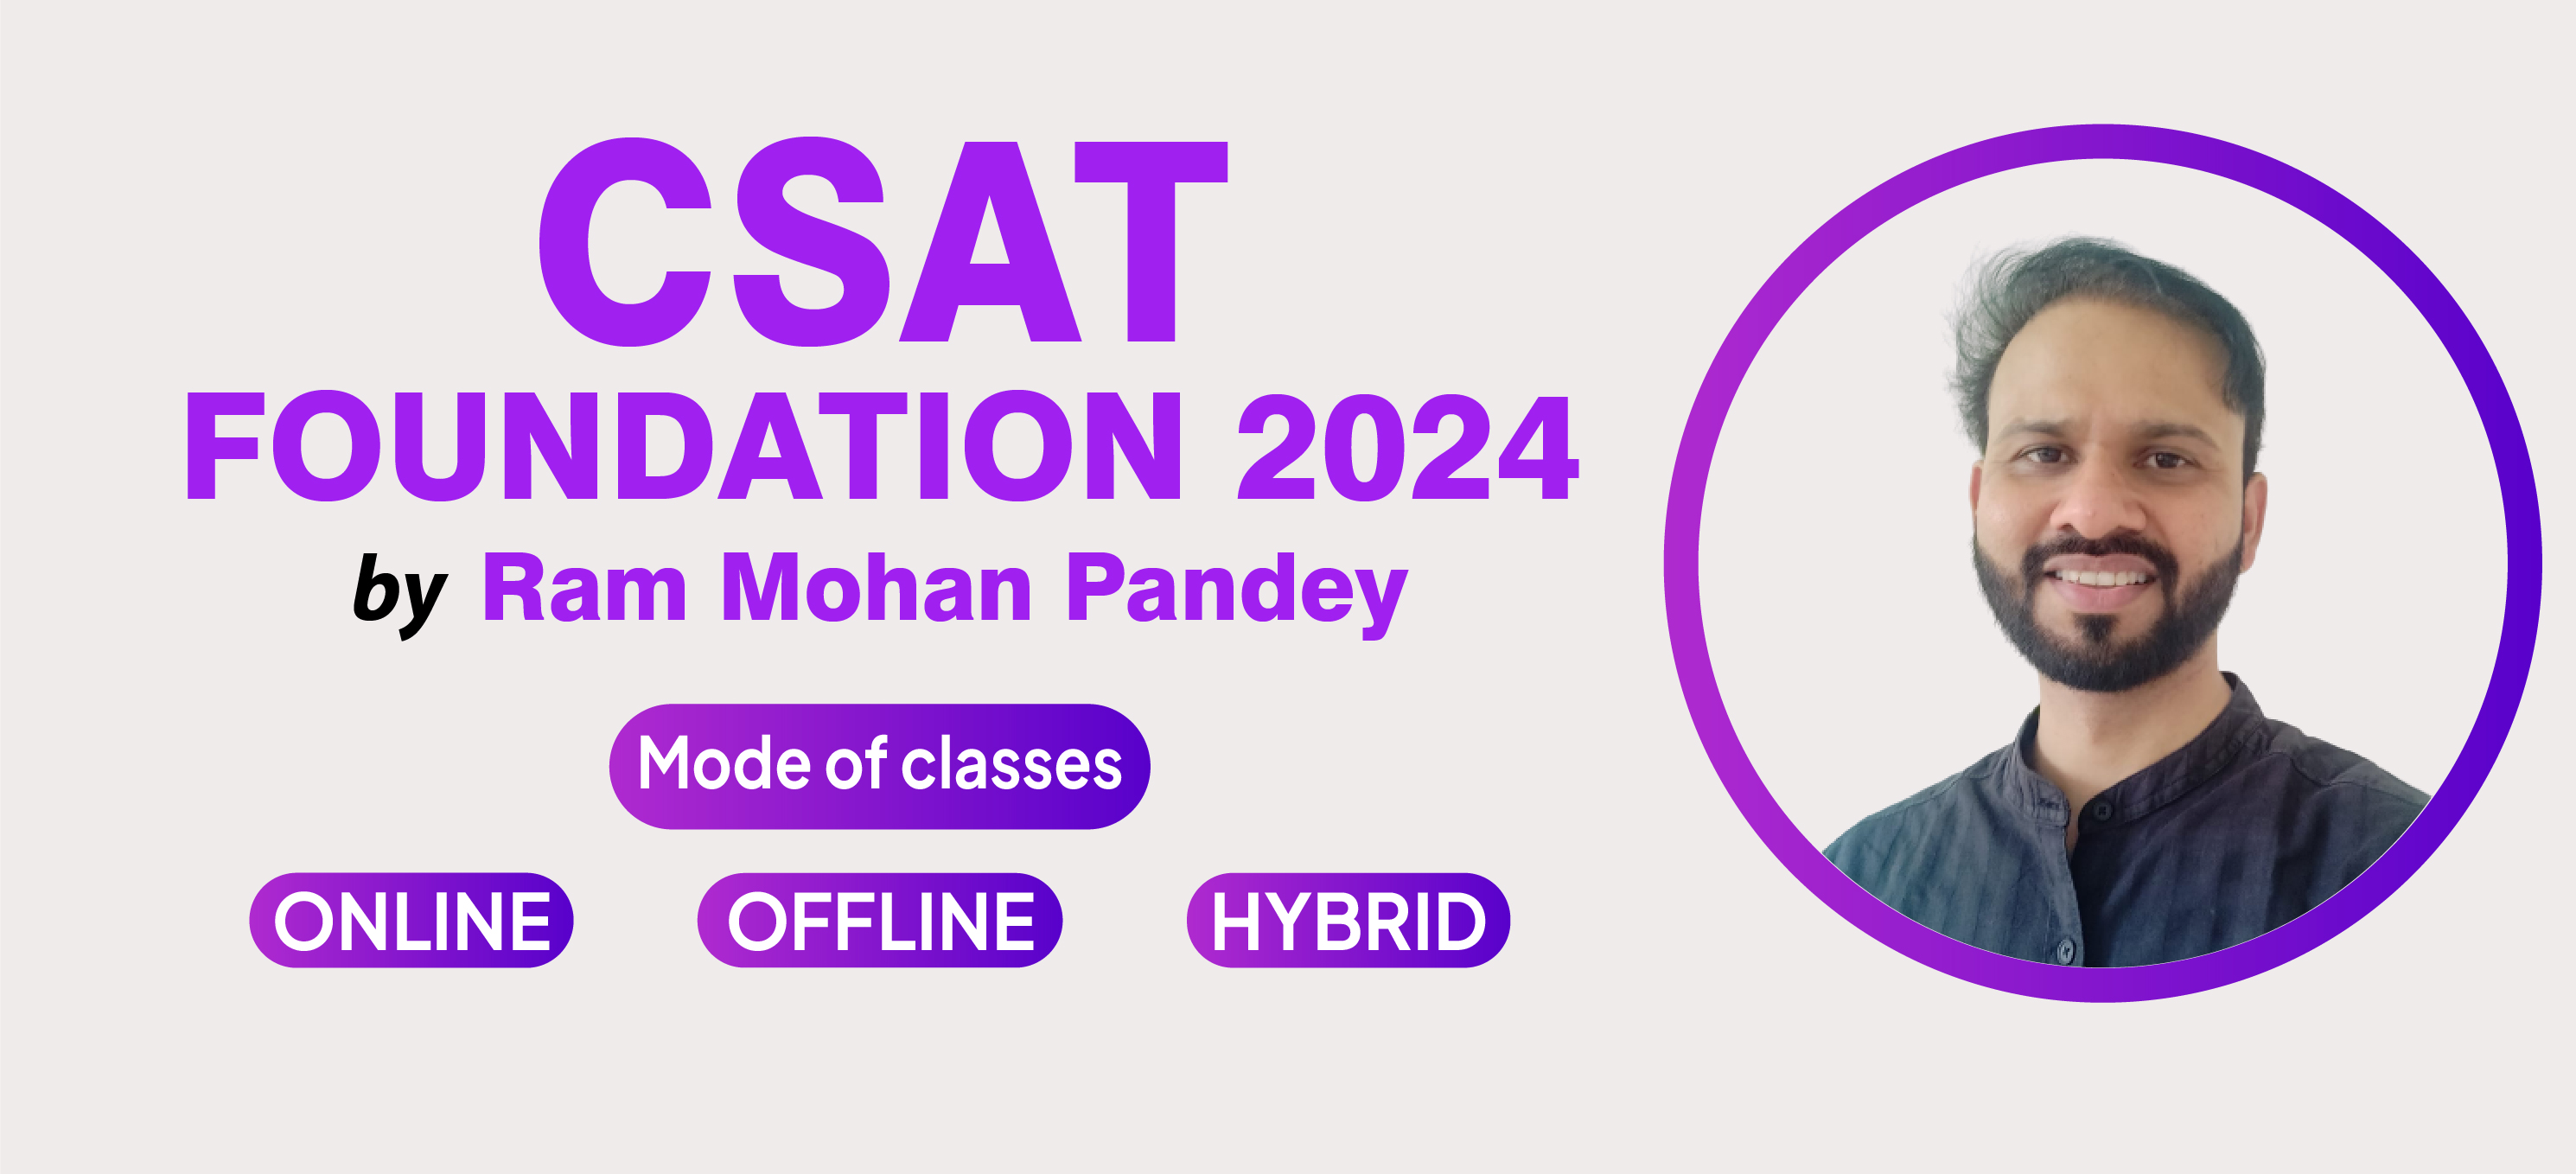 CSAT
FOUNDATION 2024
by Ram Mohan Pandey
Mode of classes
ONLINE OFFLINE HYBRID